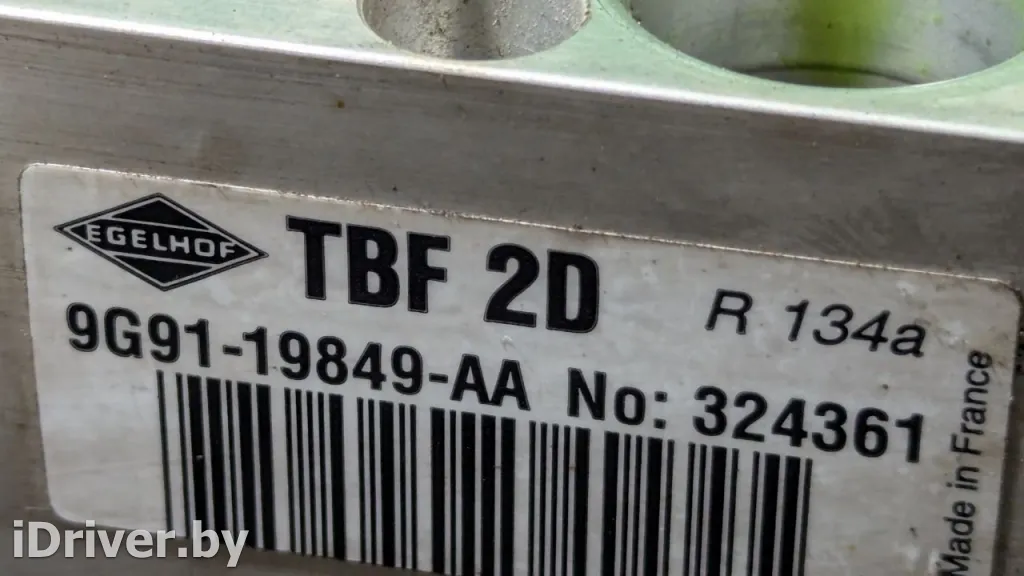 EGELHOF
TBF 2D
R 134a
9G91-19849-AA No: 324361
Made in France
iDriver.by